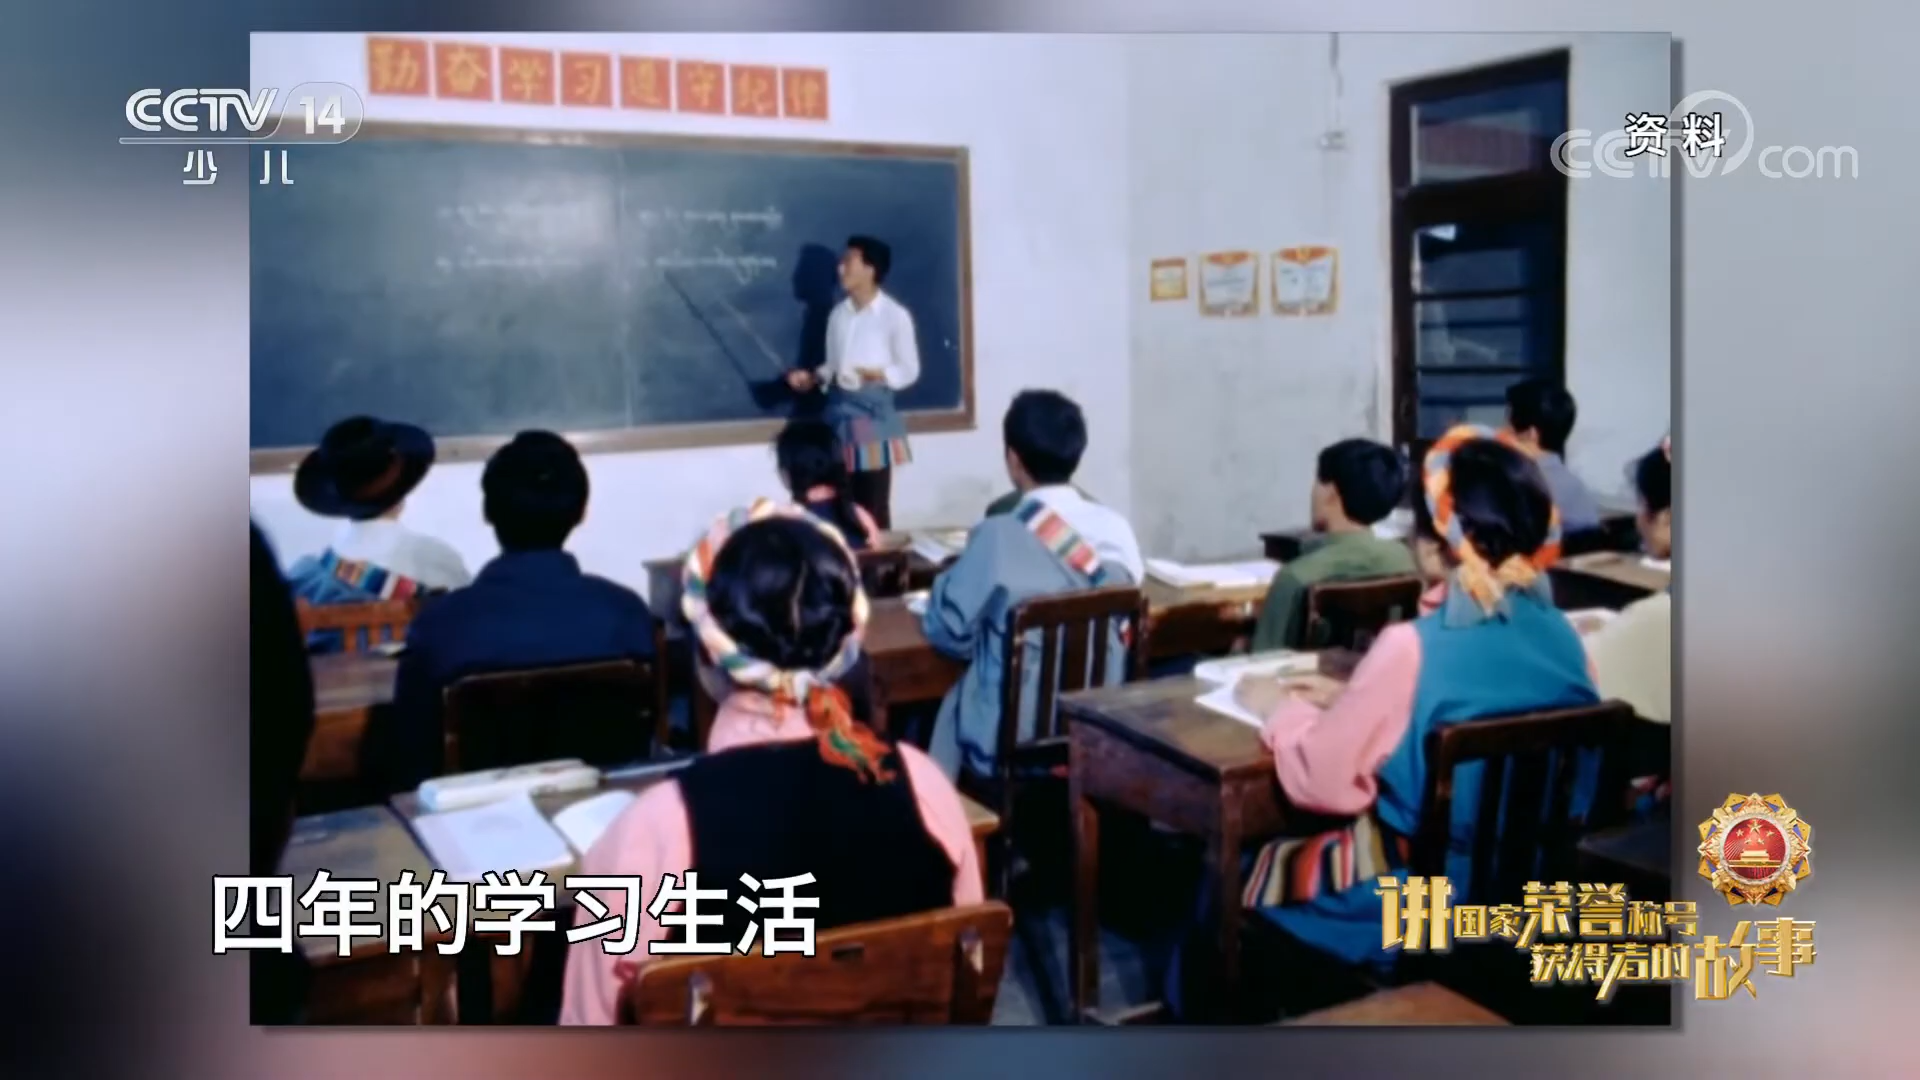 勤奋学习遵守纪律
CCTV 14
少儿
资料
CCTV.com
四年的学习生活
讲国家荣誉称号
获得者的故事